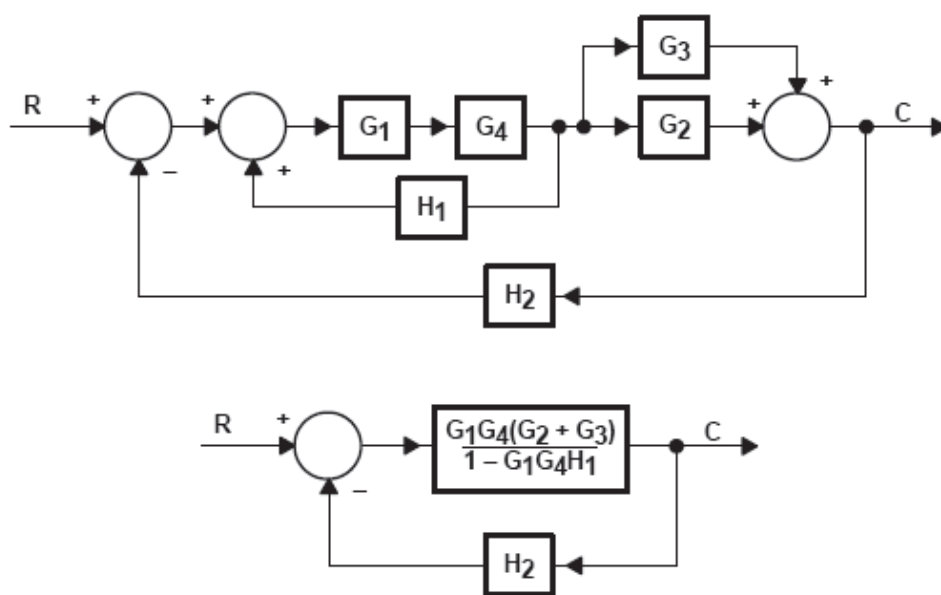 G3
R + + G1 G4 + G2 + C
− + H1
H2
R + G1G4(G2 + G3) C
1 − G1G4H1
−
H2